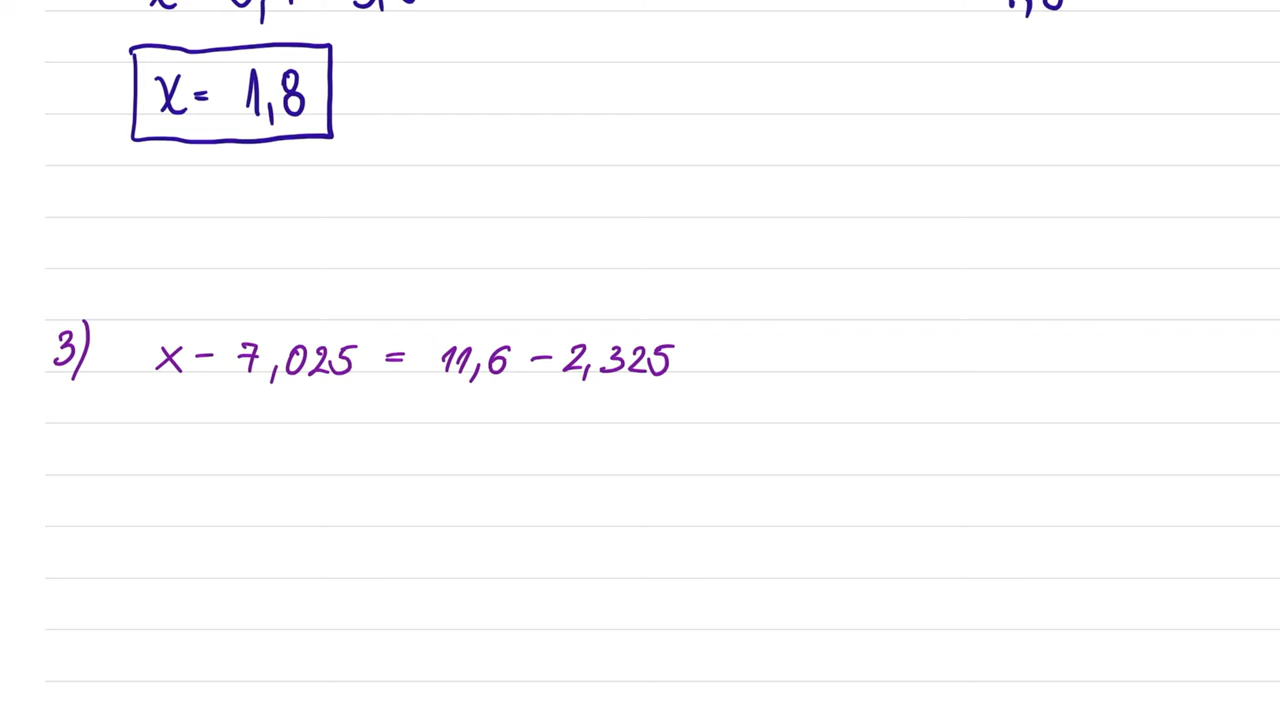 x = 1,8
3) x - 7,025 = 11,6 - 2,325